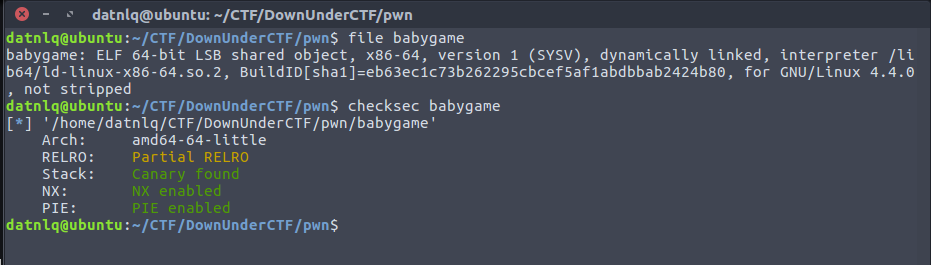 datnlq@ubuntu: ~/CTF/DownUnderCTF/pwn
datnlq@ubuntu:~/CTF/DownUnderCTF/pwn$ file babygame
babygame: ELF 64-bit LSB shared object, x86-64, version 1 (SYSV), dynamically linked, interpreter /li
b64/ld-linux-x86-64.so.2, BuildID[sha1]=eb63ec1c73b262295cbcef5af1abdbbab2424b80, for GNU/Linux 4.4.0
, not stripped
datnlq@ubuntu:~/CTF/DownUnderCTF/pwn$ checksec babygame
[*] '/home/datnlq/CTF/DownUnderCTF/pwn/babygame'
    Arch:     amd64-64-little
    RELRO:    Partial RELRO
    Stack:    Canary found
    NX:       NX enabled
    PIE:      PIE enabled
datnlq@ubuntu:~/CTF/DownUnderCTF/pwn$